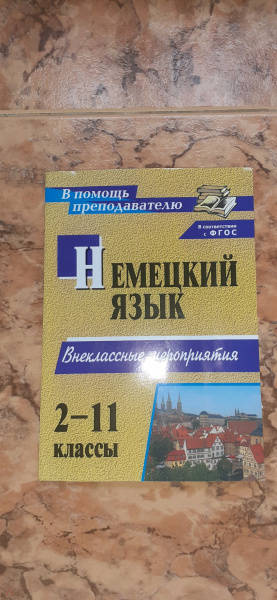 В помощь
преподавателю
В соответствии
с ФГОС
НЕМЕЦКИЙ
ЯЗЫК
Внеклассные мероприятия
2–11
классы